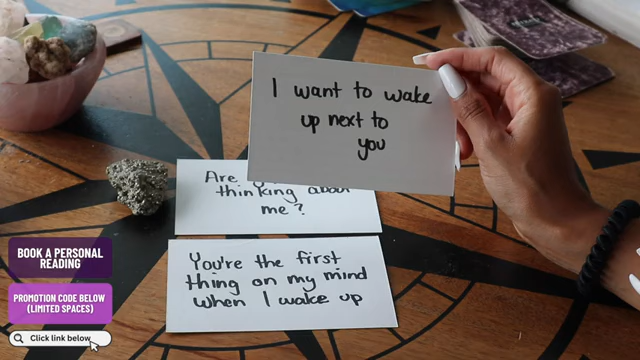 I want to wake
up next to
you
Are
thinking about
me?
You're the first
thing on my mind
when I wake up
BOOK A PERSONAL
READING
PROMOTION CODE BELOW
(LIMITED SPACES)
Click link below